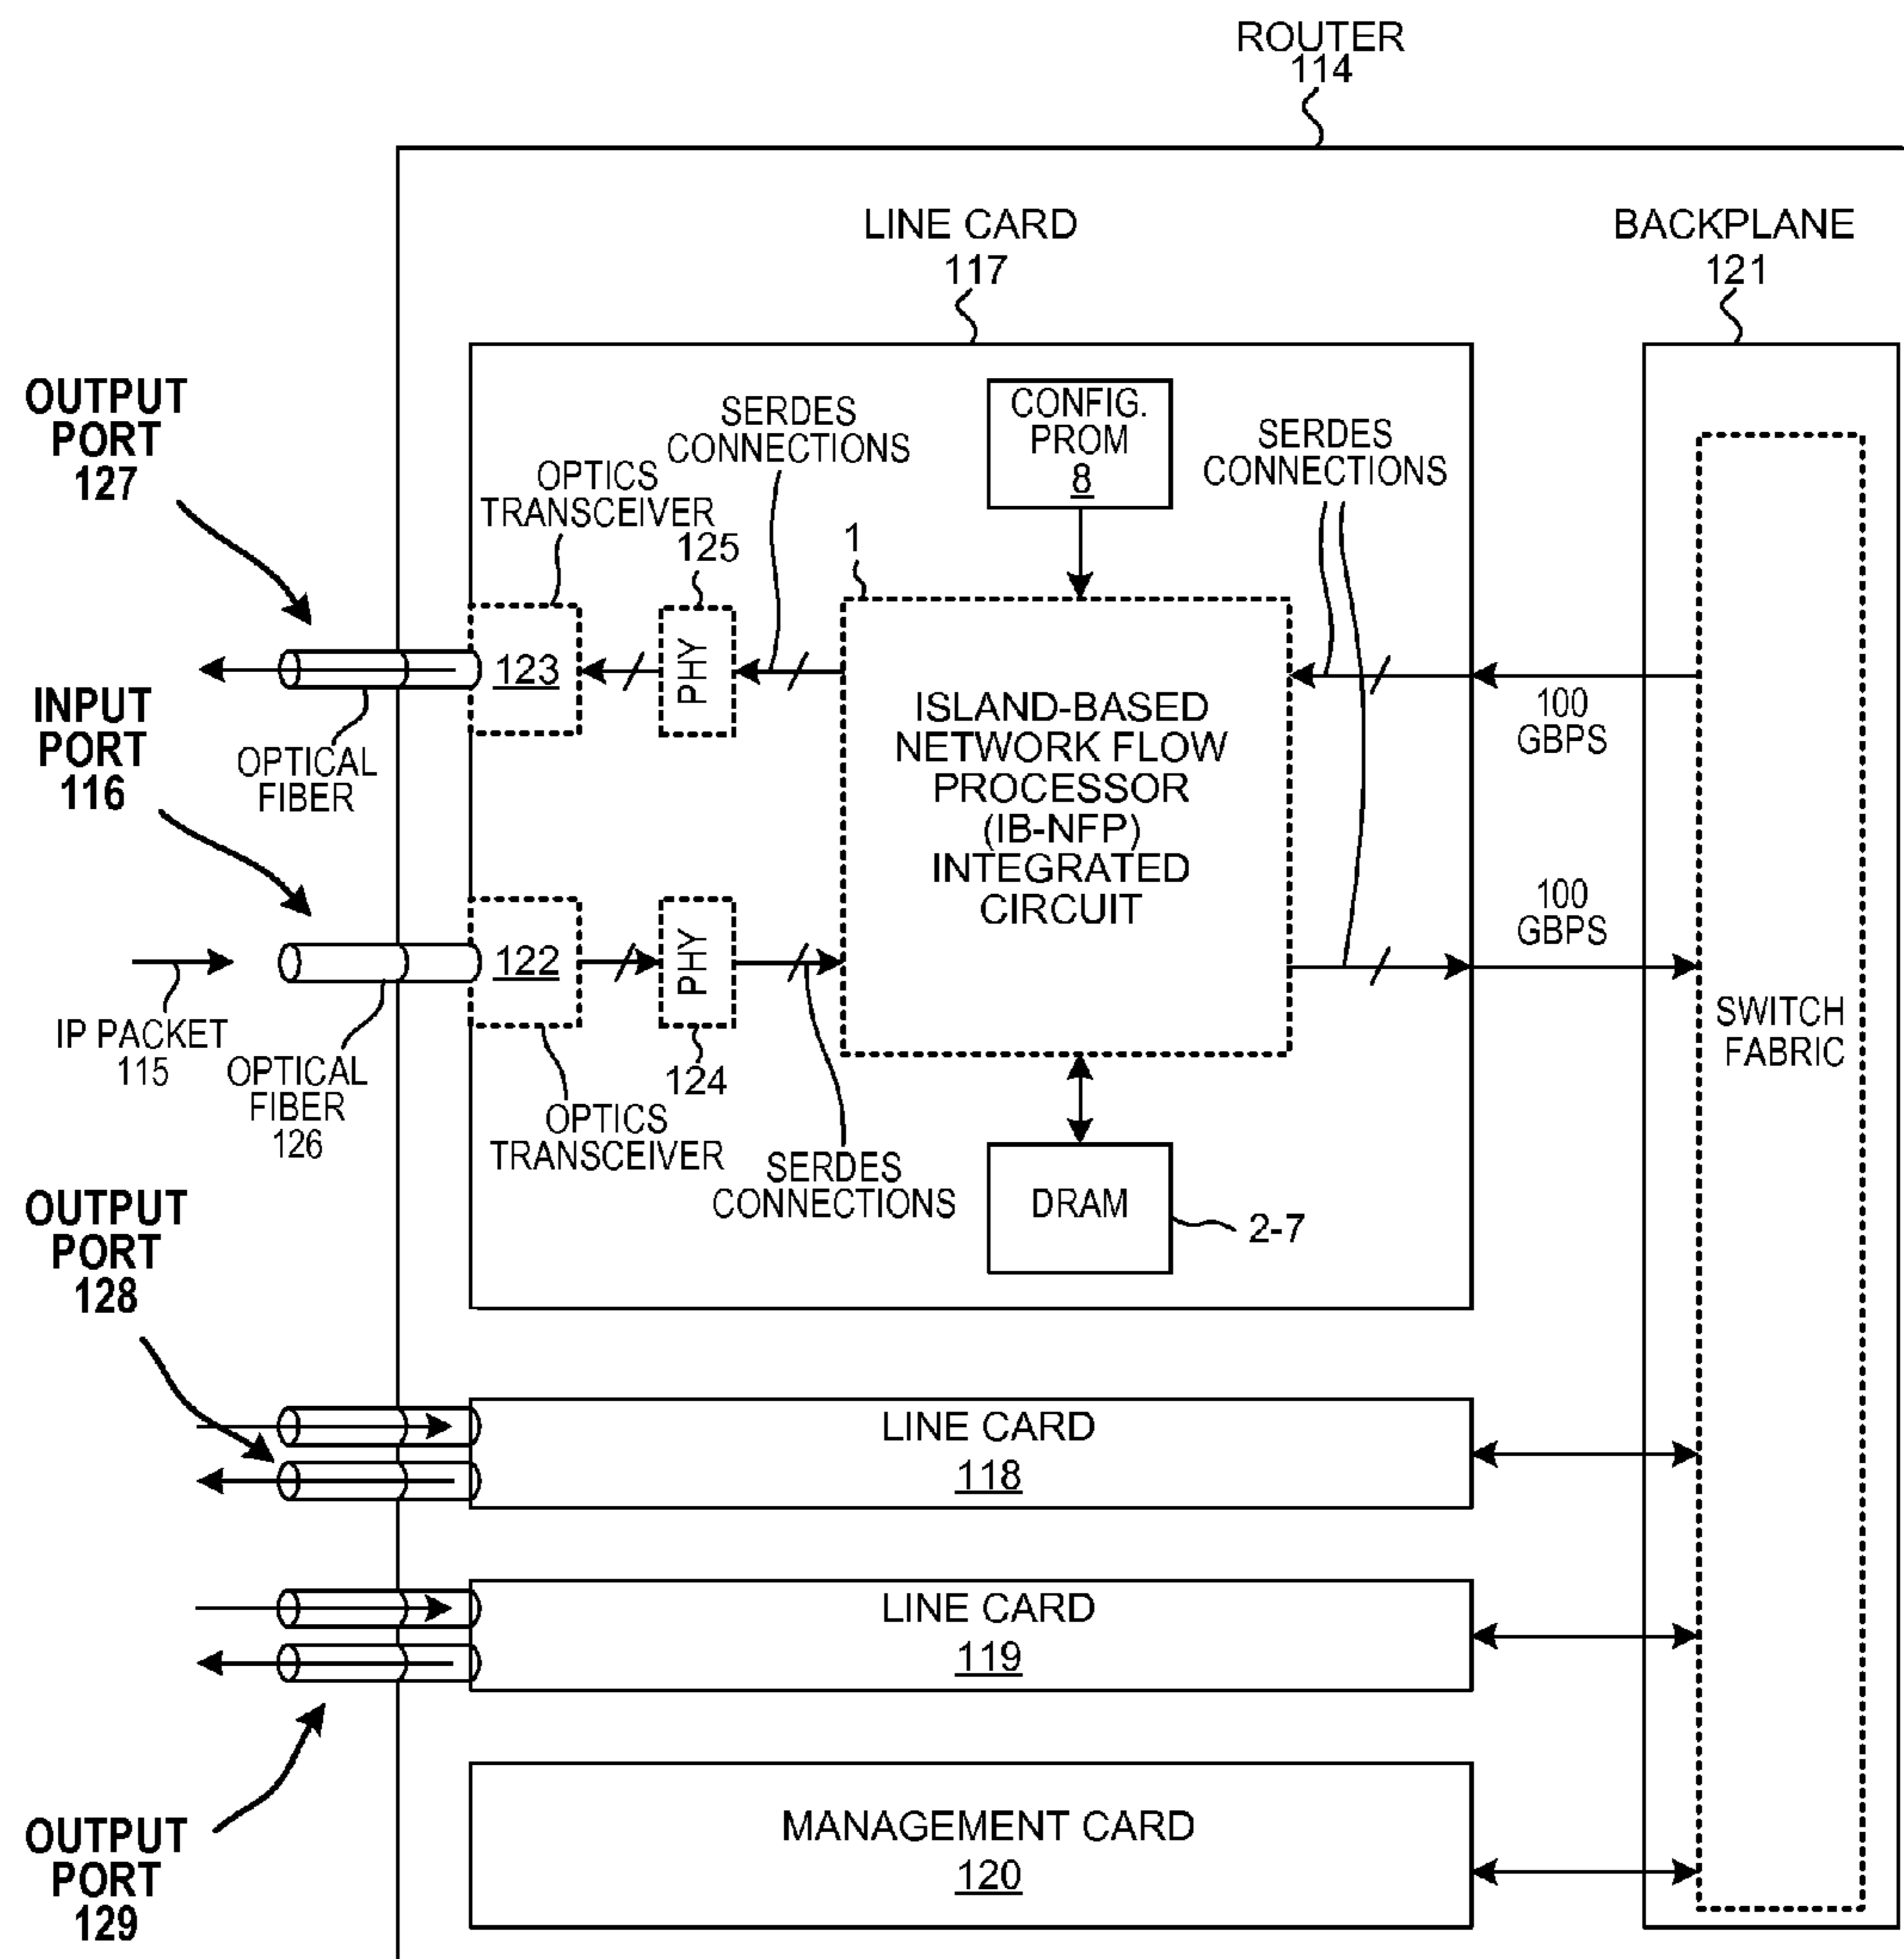 ROUTER
114
LINE CARD
117
BACKPLANE
121
OUTPUT
PORT
127
SERDES
CONNECTIONS
CONFIG.
PROM
8
SERDES
CONNECTIONS
OPTICS
TRANSCEIVER
125
1
123
PHY
ISLAND-BASED
NETWORK FLOW
PROCESSOR
(IB-NFP)
INTEGRATED
CIRCUIT
100
GBPS
INPUT
PORT
116
OPTICAL
FIBER
100
GBPS
122
PHY
IP PACKET
115
OPTICAL
FIBER
126
124
OPTICS
TRANSCEIVER
SERDES
CONNECTIONS
DRAM
2-7
SWITCH
FABRIC
OUTPUT
PORT
128
LINE CARD
118
LINE CARD
119
OUTPUT
PORT
129
MANAGEMENT CARD
120